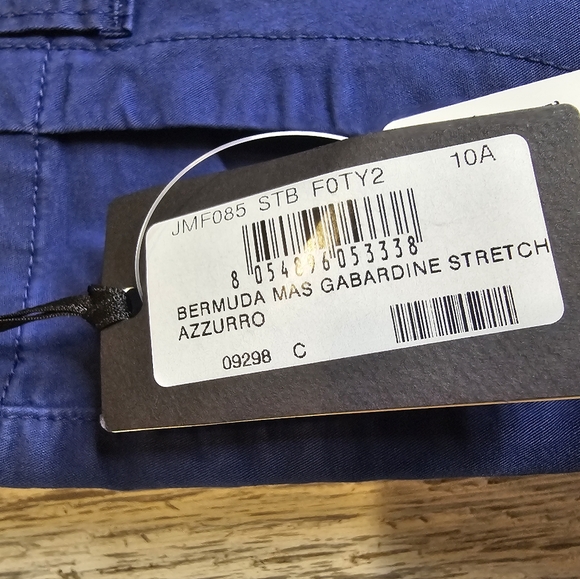 JMF085 STB F0TY2 10A
8 054896 053338
BERMUDA MAS GABARDINE STRETCH
AZZURRO
09298 C